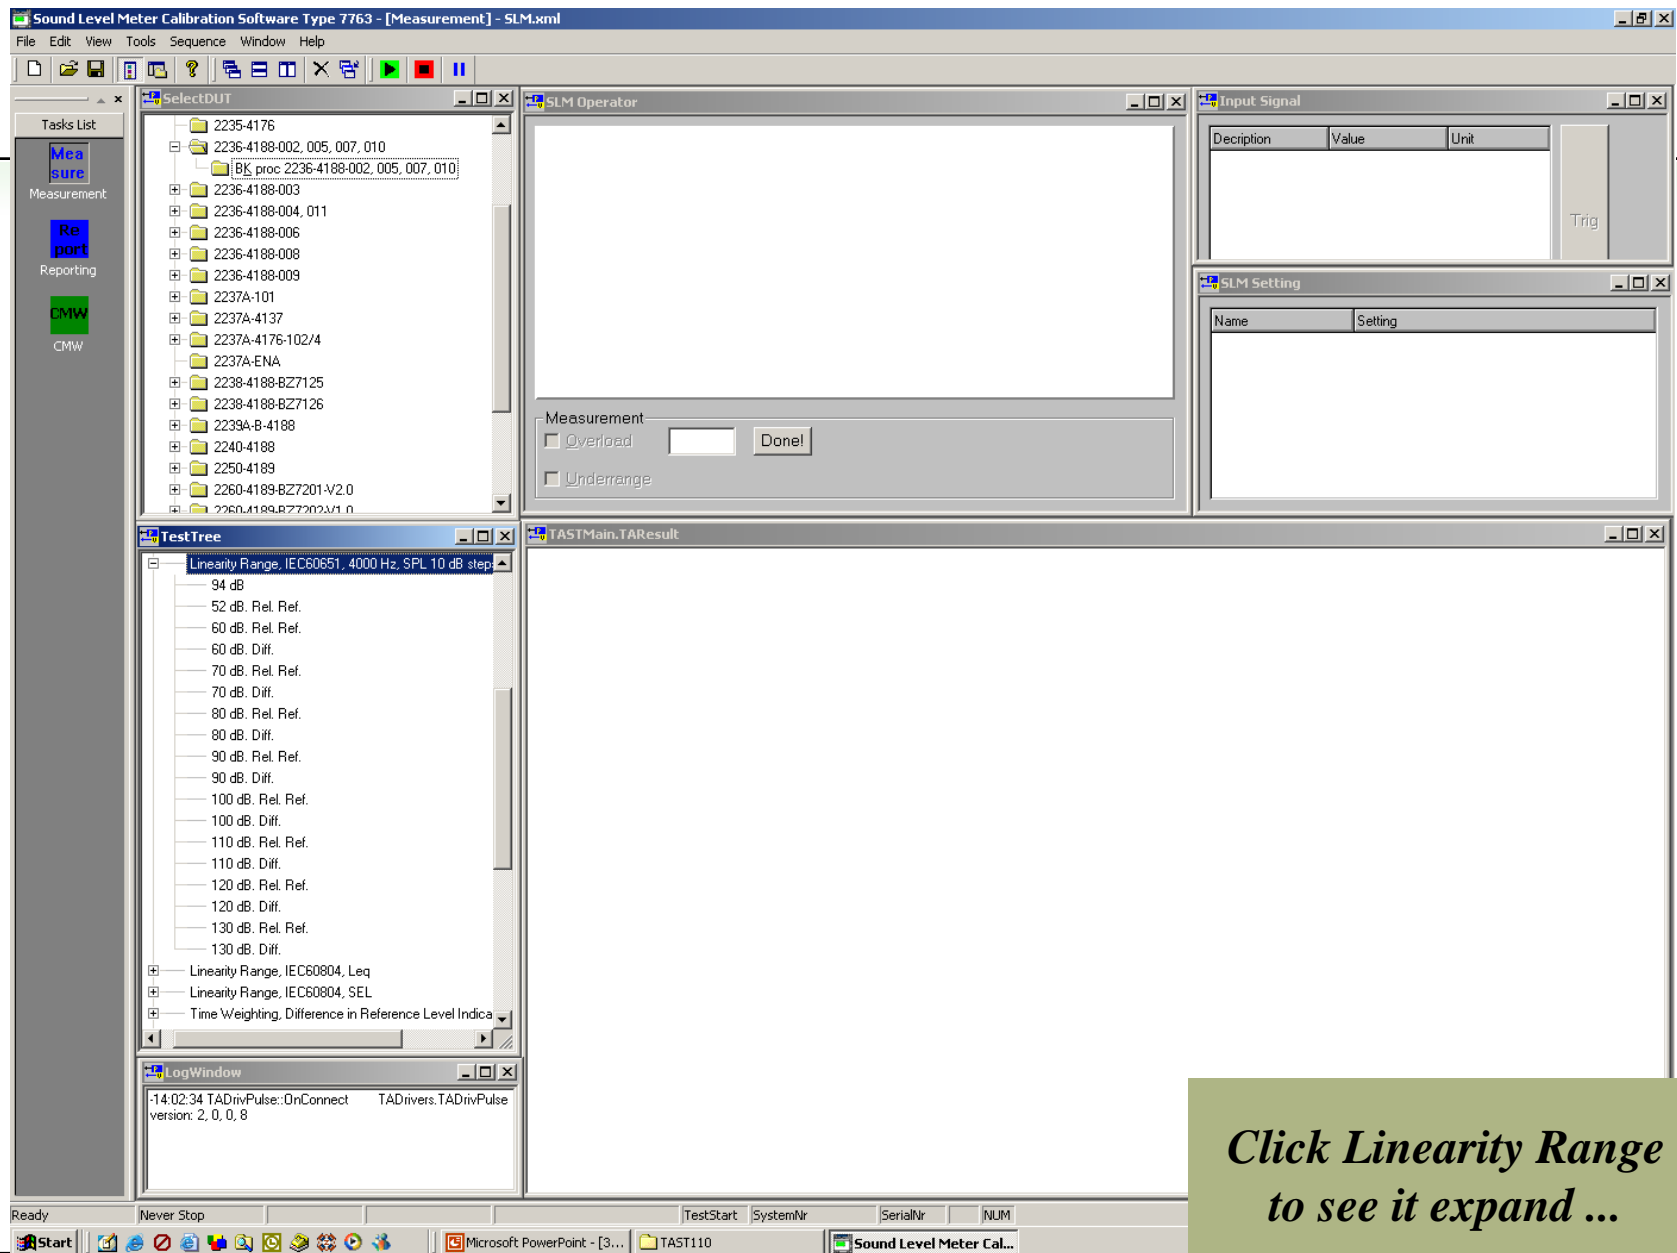 Sound Level Meter Calibration Software Type 7763 - [Measurement] - SLM.xml
File Edit View Tools Sequence Window Help
Tasks List
Mea
sure
Measurement
Re
port
Reporting
CMW
CMW
SelectDUT
2235-4176
2236-4188-002, 005, 007, 010
BK proc 2236-4188-002, 005, 007, 010
2236-4188-003
2236-4188-004, 011
2236-4188-006
2236-4188-008
2236-4188-009
2237A-101
2237A-4137
2237A-4176-102/4
2237A-ENA
2238-4188-BZ7125
2238-4188-BZ7126
2239A-B-4188
2240-4188
2250-4189
2260-4189-BZ7201-V2.0
2260-4189-BZ7202-V1.0
SLM Operator
Measurement
Overload
Done!
Underrange
Input Signal
Decription Value Unit
Trig
SLM Setting
Name Setting
TestTree
Linearity Range, IEC60651, 4000 Hz, SPL 10 dB step
94 dB
52 dB. Rel. Ref.
60 dB. Rel. Ref.
60 dB. Diff.
70 dB. Rel. Ref.
70 dB. Diff.
80 dB. Rel. Ref.
80 dB. Diff.
90 dB. Rel. Ref.
90 dB. Diff.
100 dB. Rel. Ref.
100 dB. Diff.
110 dB. Rel. Ref.
110 dB. Diff.
120 dB. Rel. Ref.
120 dB. Diff.
130 dB. Rel. Ref.
130 dB. Diff.
Linearity Range, IEC60804, Leq
Linearity Range, IEC60804, SEL
Time Weighting, Difference in Reference Level Indica
TASTMain.TAResult
LogWindow
-14:02:34 TADrivPulse::OnConnect TADrivers.TADrivPulse
version: 2, 0, 0, 8
Click Linearity Range
to see it expand ...
Ready Never Stop TestStart SystemNr SerialNr NUM
Start Microsoft PowerPoint - [3... TAST110 Sound Level Meter Cal...